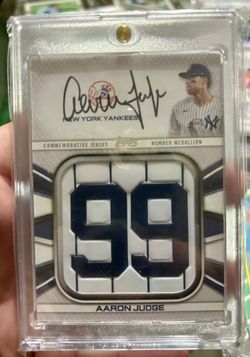 NEW YORK YANKEES
COMMEMORATIVE JERSEY NUMBER MEDALLION
99
AARON JUDGE